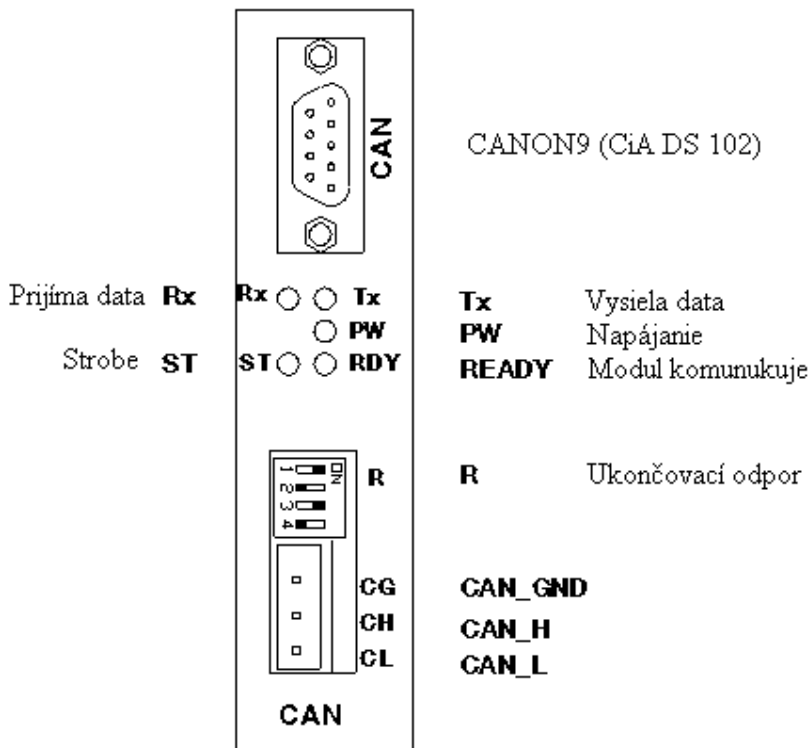 CAN
CANON9 (CiA DS 102)
Prijíma data Rx Rx Tx Tx Vysiela data
PW PW Napájanie
Strobe ST ST RDY READY Modul komunukuje
1 ON
2
3
4
R R Ukončovací odpor
CG CAN_GND
CH CAN_H
CL CAN_L
CAN